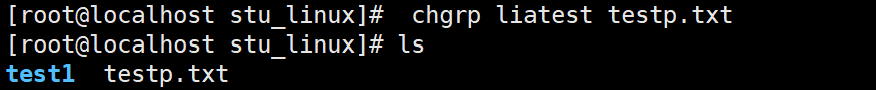 [root@localhost stu_linux]#  chgrp liatest testp.txt
[root@localhost stu_linux]# ls
test1  testp.txt